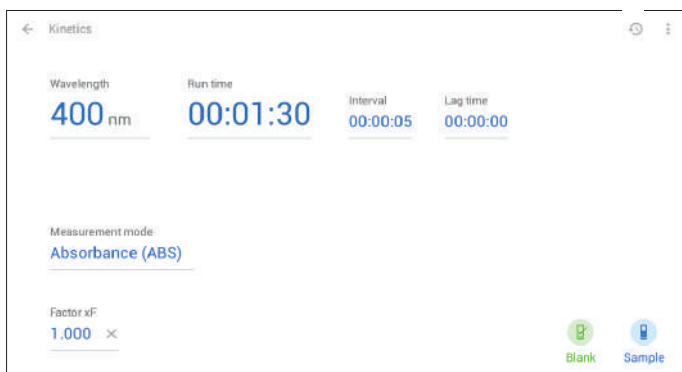 Kinetics
Wavelength
400 nm
Run time
00:01:30
Interval
00:00:05
Lag time
00:00:00
Measurement mode
Absorbance (ABS)
Factor xF
1.000 ×
Blank
Sample